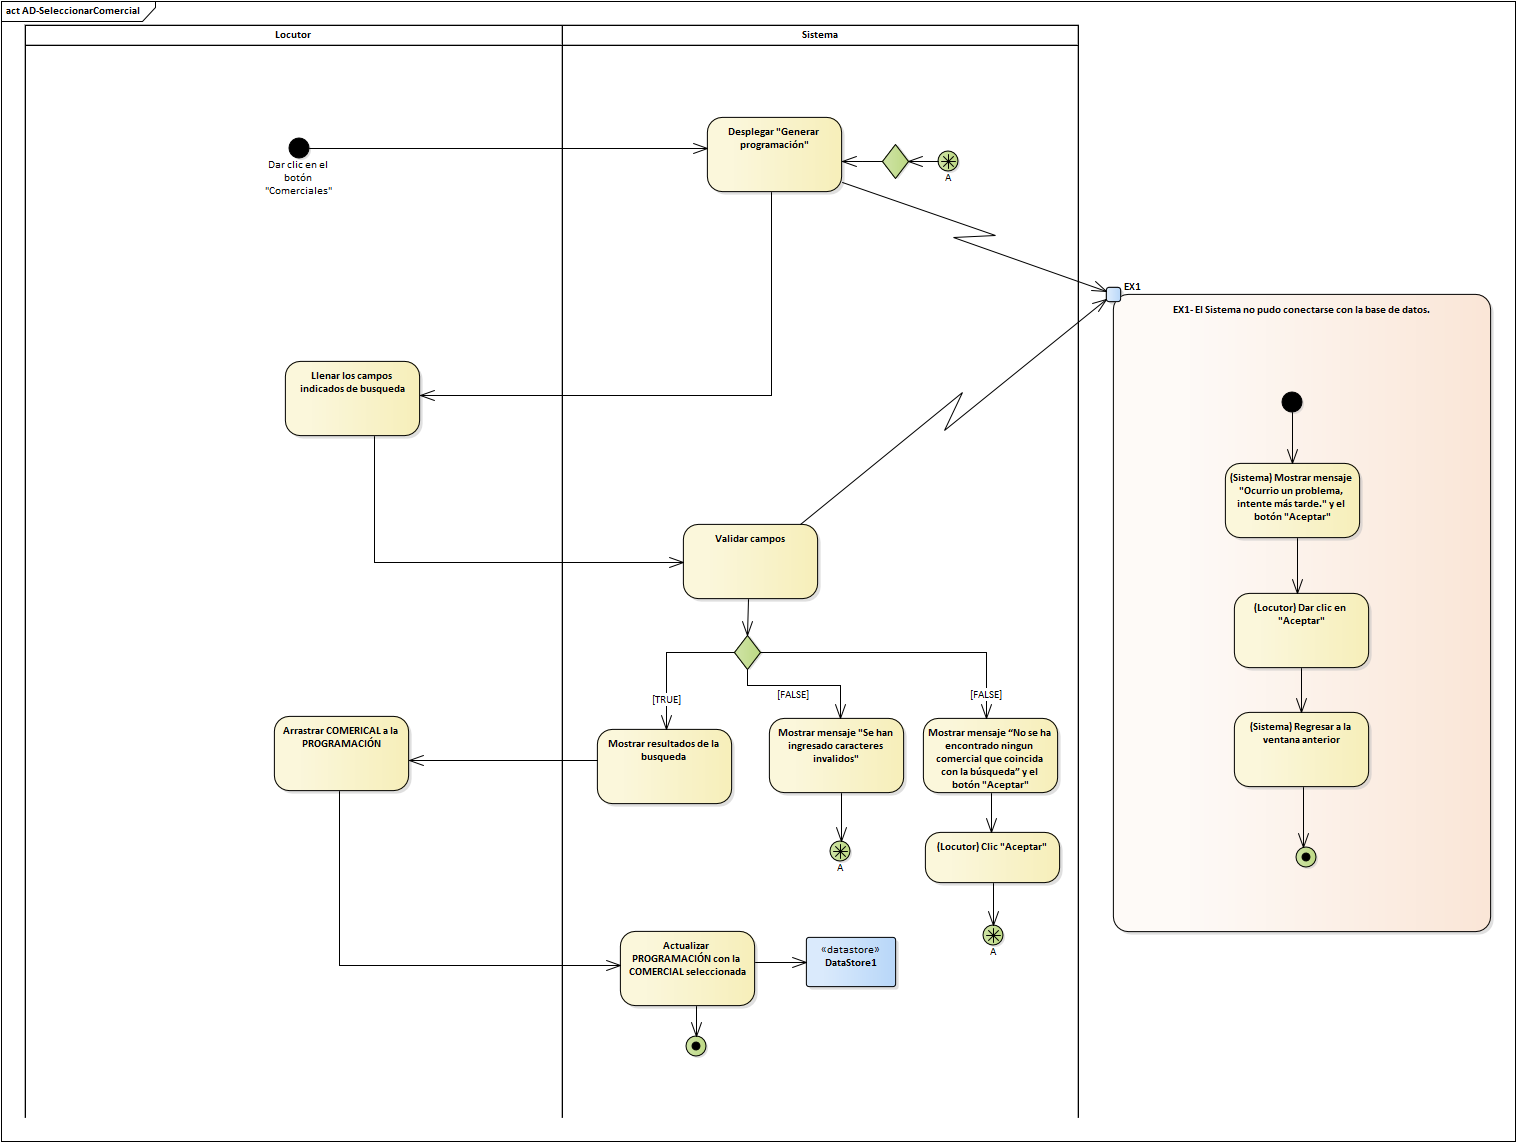 act AD-SeleccionarComercial
Locutor
Sistema
Desplegar "Generar
programación"
Dar clic en el
botón
"Comerciales"
A
EX1
EX1- El Sistema no pudo conectarse con la base de datos.
Llenar los campos
indicados de busqueda
(Sistema) Mostrar mensaje
"Ocurrio un problema,
intente más tarde." y el
botón "Aceptar"
Validar campos
(Locutor) Dar clic en
"Aceptar"
[TRUE]
[FALSE]
[FALSE]
Arrastrar COMERICAL a la
PROGRAMACIÓN
Mostrar resultados de la
busqueda
Mostrar mensaje "Se han
ingresado caracteres
invalidos"
Mostrar mensaje “No se ha
encontrado ningun
comercial que coincida
con la búsqueda” y el
botón "Aceptar"
(Sistema) Regresar a la
ventana anterior
A
(Locutor) Clic "Aceptar"
A
Actualizar
PROGRAMACIÓN con la
COMERCIAL seleccionada
«datastore»
DataStore1